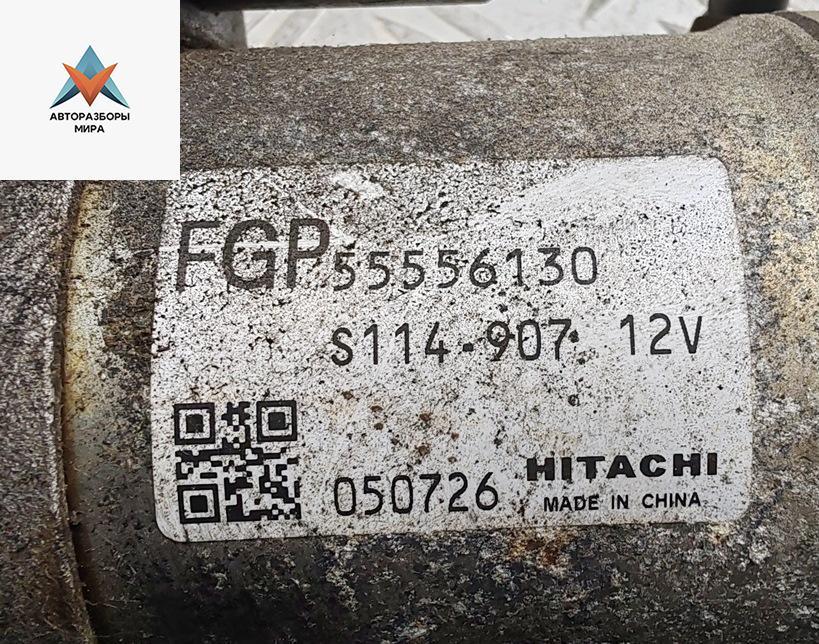 АВТОРАЗБОРЫ
МИРА
FGP 55556130
S114-907 12V
050726 HITACHI
MADE IN CHINA